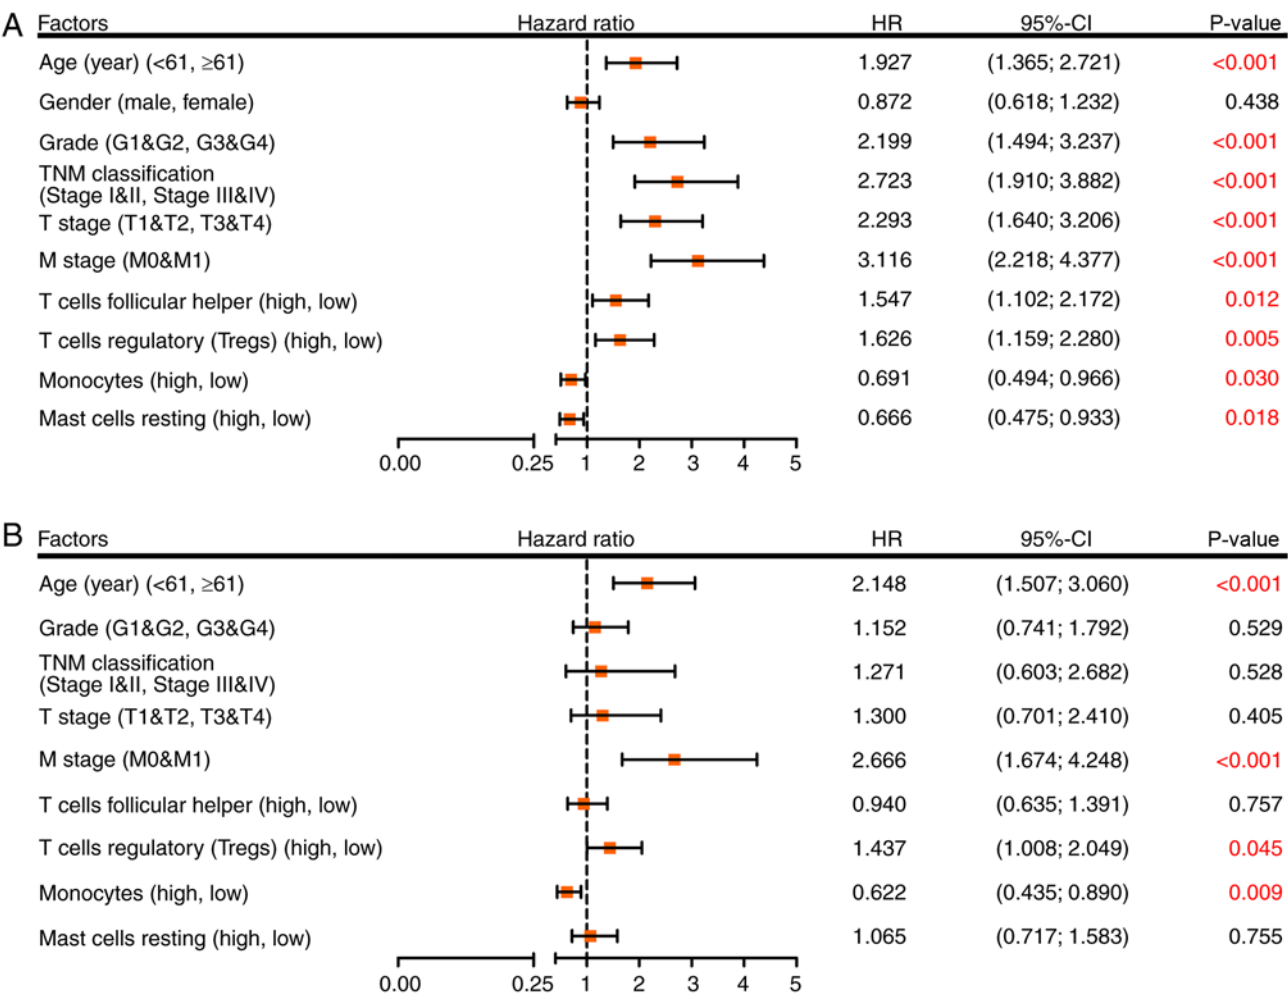 A Factors Hazard ratio HR 95%-CI P-value
Age (year) (<61, ≥61) 1.927 (1.365; 2.721) <0.001
Gender (male, female) 0.872 (0.618; 1.232) 0.438
Grade (G1&G2, G3&G4) 2.199 (1.494; 3.237) <0.001
TNM classification
(Stage I&II, Stage III&IV) 2.723 (1.910; 3.882) <0.001
T stage (T1&T2, T3&T4) 2.293 (1.640; 3.206) <0.001
M stage (M0&M1) 3.116 (2.218; 4.377) <0.001
T cells follicular helper (high, low) 1.547 (1.102; 2.172) 0.012
T cells regulatory (Tregs) (high, low) 1.626 (1.159; 2.280) 0.005
Monocytes (high, low) 0.691 (0.494; 0.966) 0.030
Mast cells resting (high, low) 0.666 (0.475; 0.933) 0.018
0.00 0.25 1 2 3 4 5
B Factors Hazard ratio HR 95%-CI P-value
Age (year) (<61, ≥61) 2.148 (1.507; 3.060) <0.001
Grade (G1&G2, G3&G4) 1.152 (0.741; 1.792) 0.529
TNM classification
(Stage I&II, Stage III&IV) 1.271 (0.603; 2.682) 0.528
T stage (T1&T2, T3&T4) 1.300 (0.701; 2.410) 0.405
M stage (M0&M1) 2.666 (1.674; 4.248) <0.001
T cells follicular helper (high, low) 0.940 (0.635; 1.391) 0.757
T cells regulatory (Tregs) (high, low) 1.437 (1.008; 2.049) 0.045
Monocytes (high, low) 0.622 (0.435; 0.890) 0.009
Mast cells resting (high, low) 1.065 (0.717; 1.583) 0.755
0.00 0.25 1 2 3 4 5